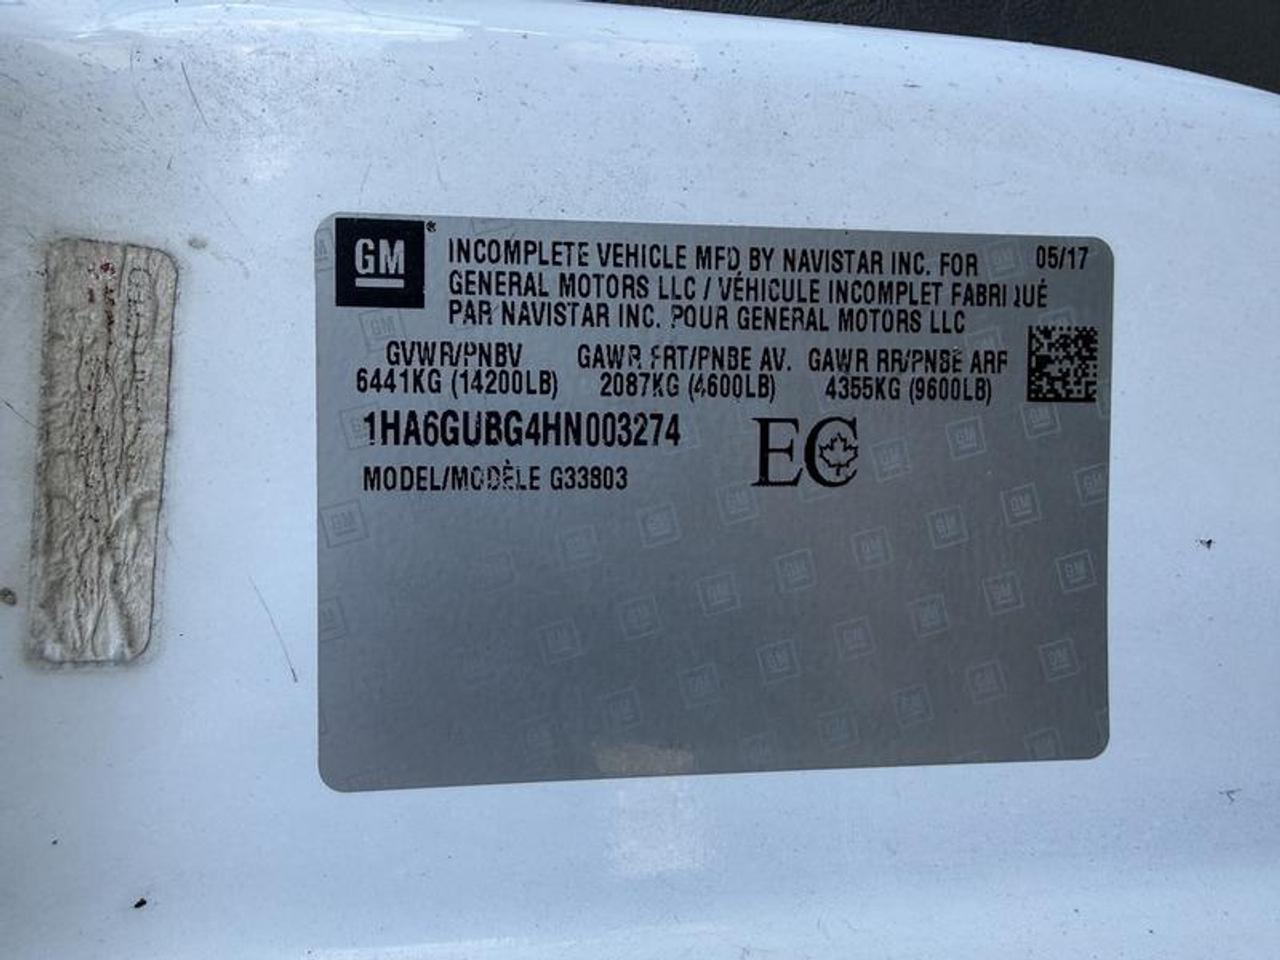 GM
INCOMPLETE VEHICLE MFD BY NAVISTAR INC. FOR 05/17
GENERAL MOTORS LLC / VÉHICULE INCOMPLET FABRIQUÉ
PAR NAVISTAR INC. POUR GENERAL MOTORS LLC
GVWR/PNBV GAWR FRT/PNBE AV. GAWR RR/PNBE ARR
6441KG (14200LB) 2087KG (4600LB) 4355KG (9600LB)
1HA6GUBG4HN003274 EC
MODEL/MODÈLE G33803